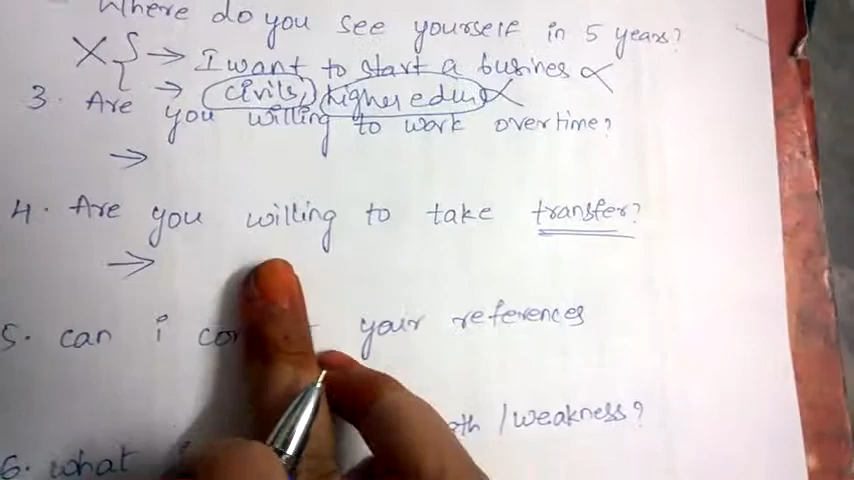 Where do you see yourself in 5 years?
X { → I want to start a busines
→ civils, higher
3. Are you willing to work overtime?
→
4. Are you willing to take transfer?
→
5. can i your references
6. what /weakness?